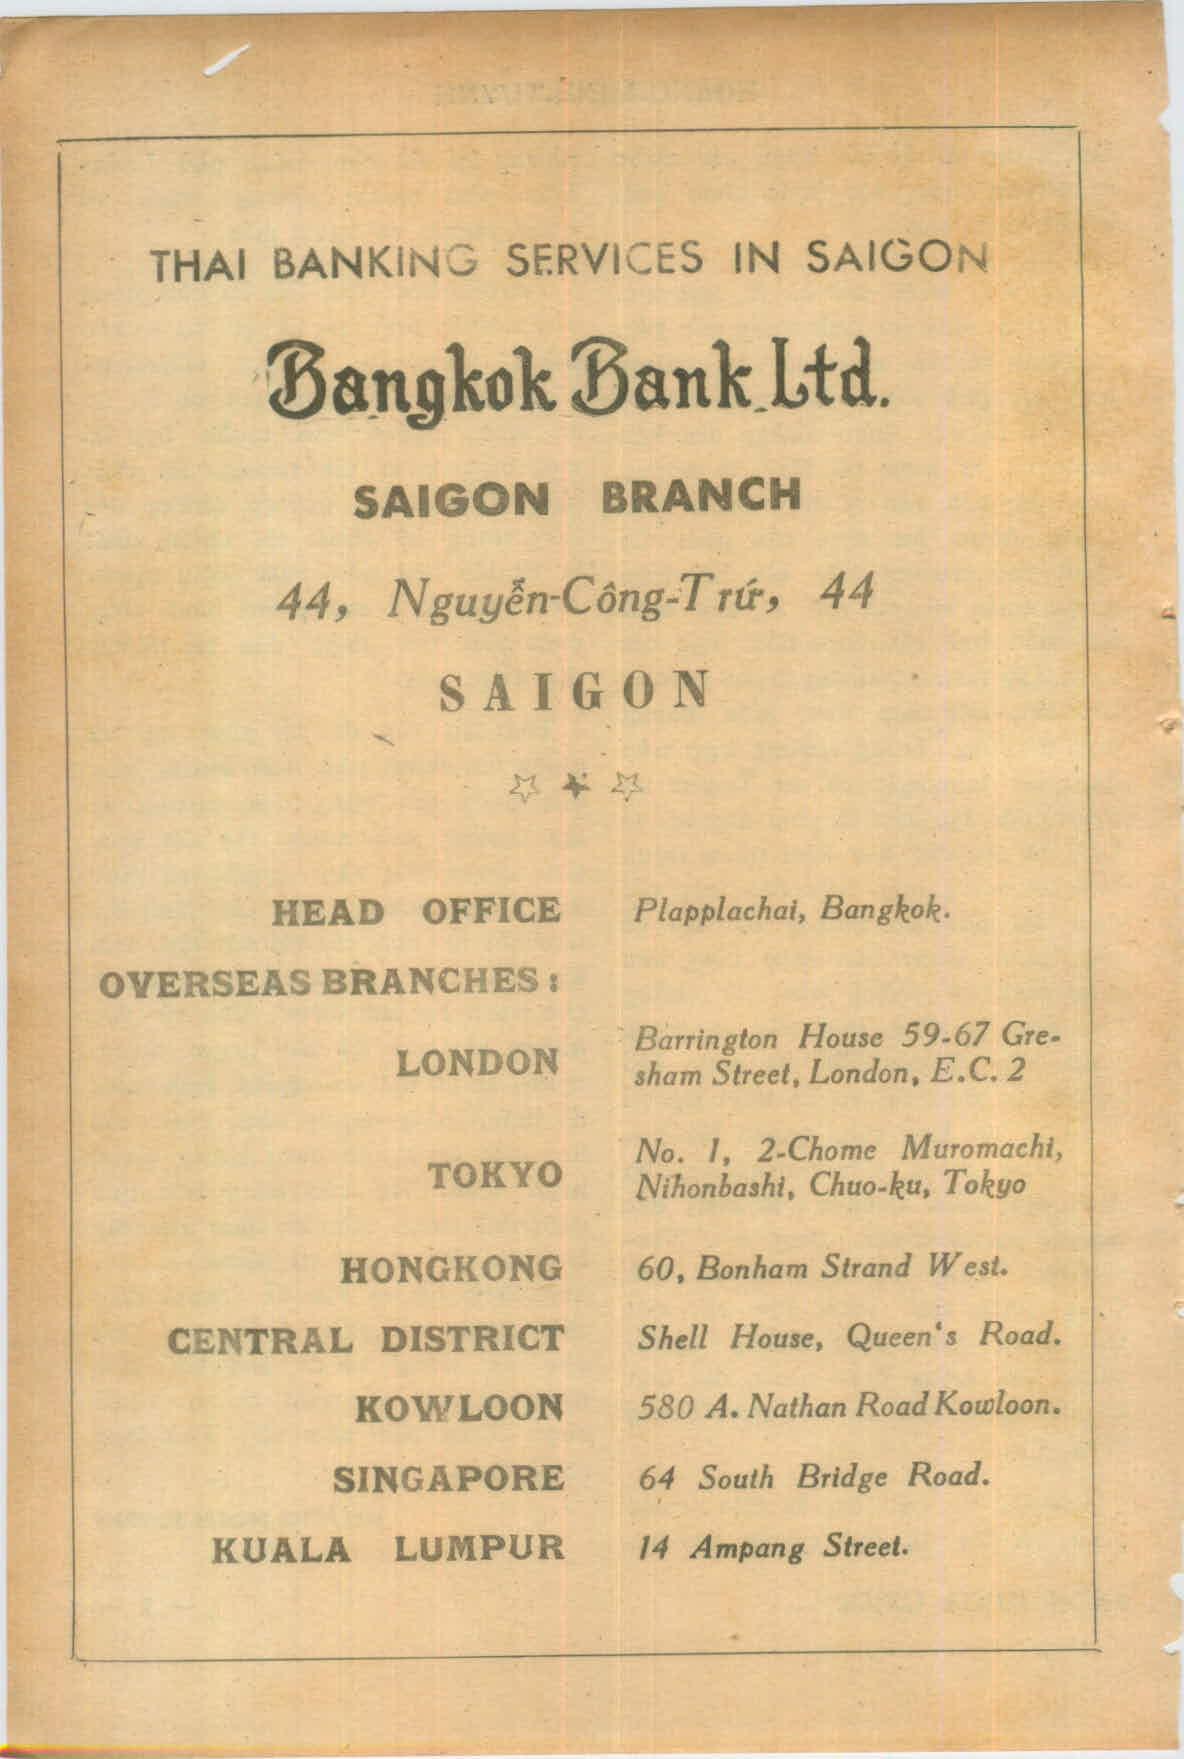 THAI BANKING SERVICES IN SAIGON
Bangkok Bank Ltd.
SAIGON BRANCH
44, Nguyễn-Công-Trứ, 44
SAIGON
HEAD OFFICE Plapplachai, Bangkok.
OVERSEAS BRANCHES :
LONDON Barrington House 59-67 Gre-
sham Street, London, E.C. 2
TOKYO No. 1, 2-Chome Muromachi,
Nihonbashi, Chuo-ku, Tokyo
HONGKONG 60, Bonham Strand West.
CENTRAL DISTRICT Shell House, Queen's Road.
KOWLOON 580 A. Nathan Road Kowloon.
SINGAPORE 64 South Bridge Road.
KUALA LUMPUR 14 Ampang Street.